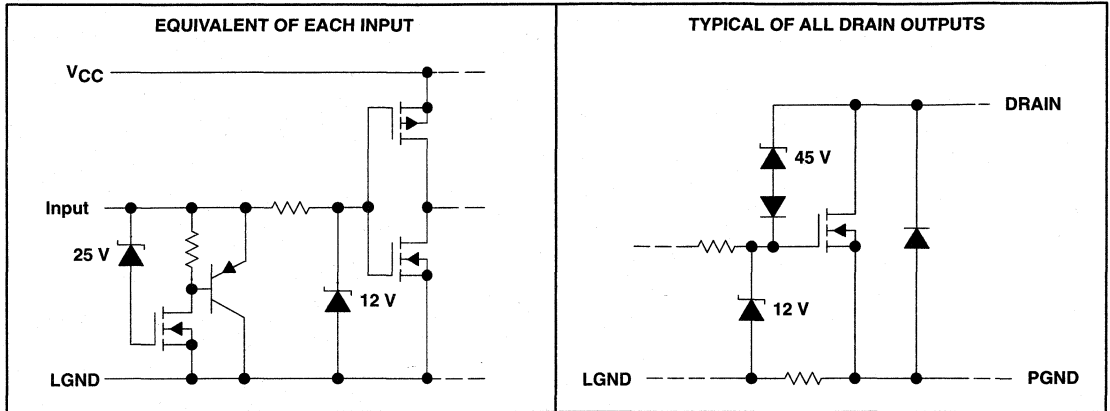 EQUIVALENT OF EACH INPUT
VCC
Input
25 V
12 V
LGND
TYPICAL OF ALL DRAIN OUTPUTS
DRAIN
45 V
12 V
LGND
PGND